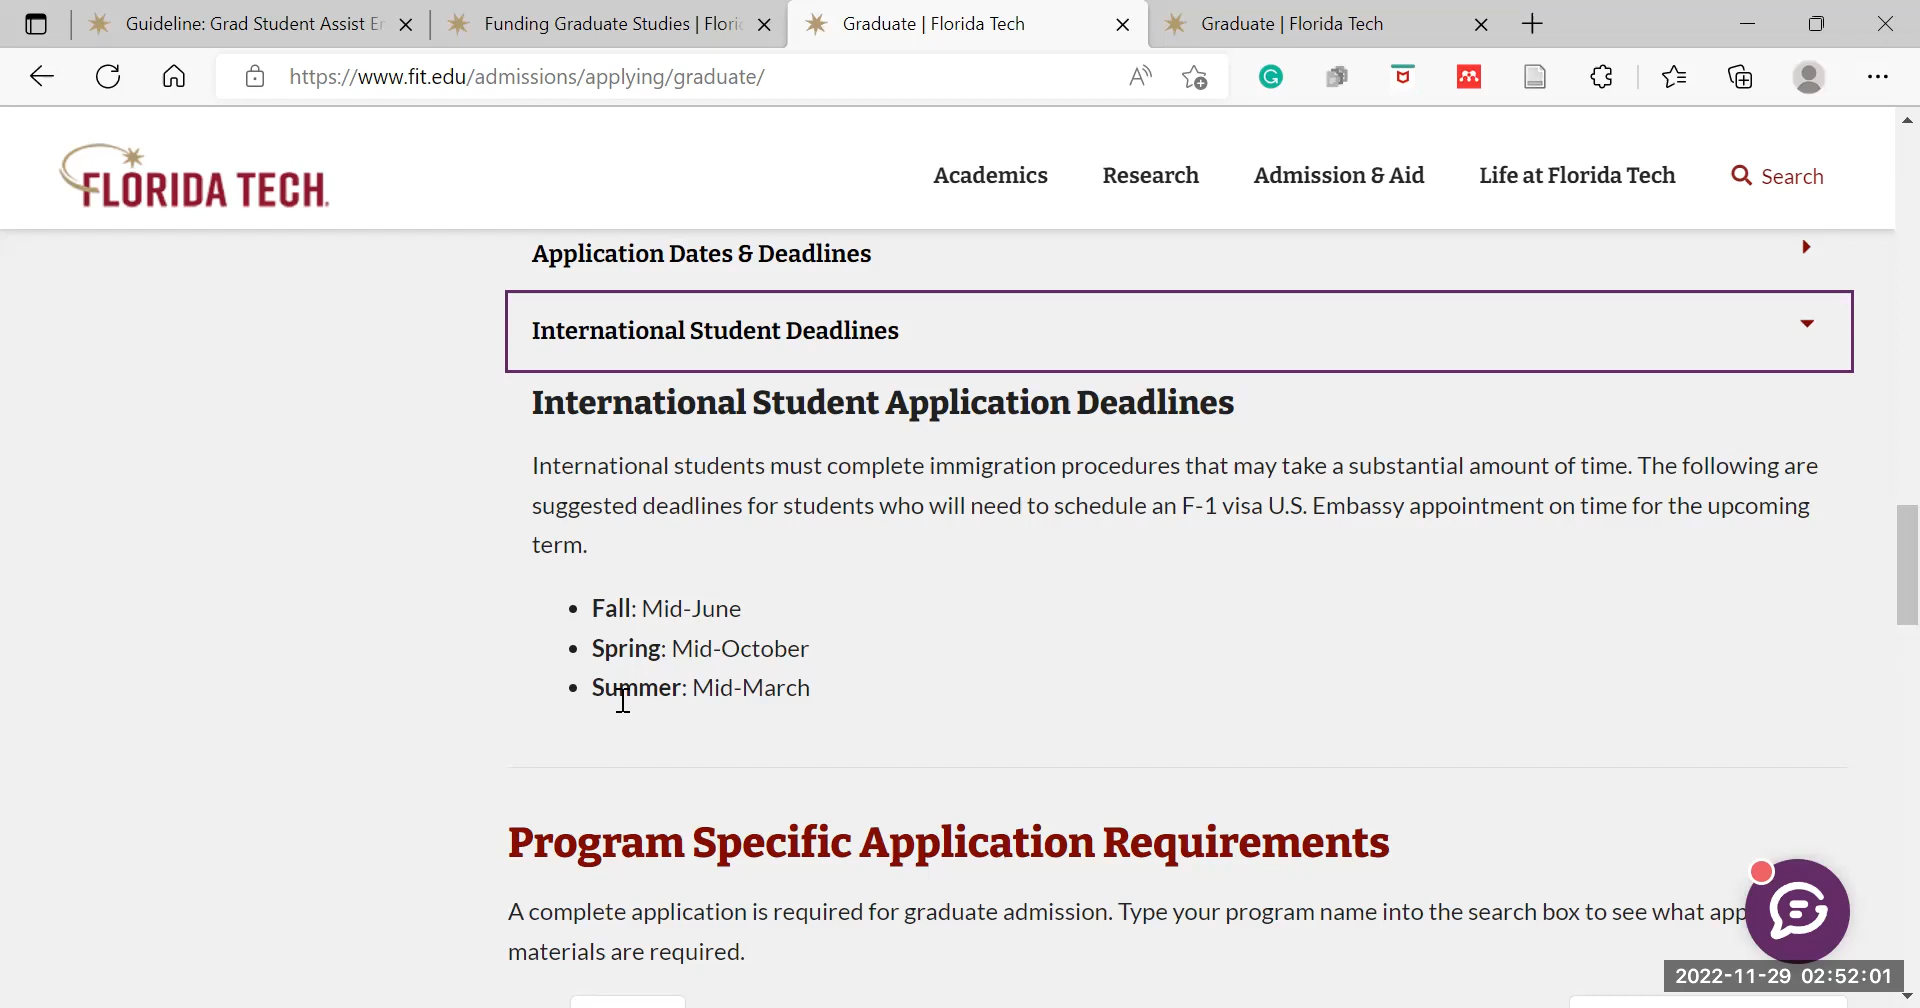 Guideline: Grad Student Assist
Funding Graduate Studies | Flori
Graduate | Florida Tech
Graduate | Florida Tech
https://www.fit.edu/admissions/applying/graduate/
FLORIDA TECH
Academics
Research
Admission & Aid
Life at Florida Tech
Search
Application Dates & Deadlines
International Student Deadlines
International Student Application Deadlines
International students must complete immigration procedures that may take a substantial amount of time. The following are
suggested deadlines for students who will need to schedule an F-1 visa U.S. Embassy appointment on time for the upcoming
term.
• Fall: Mid-June
• Spring: Mid-October
• Summer: Mid-March
Program Specific Application Requirements
A complete application is required for graduate admission. Type your program name into the search box to see what app
materials are required.
2022-11-29 02:52:01